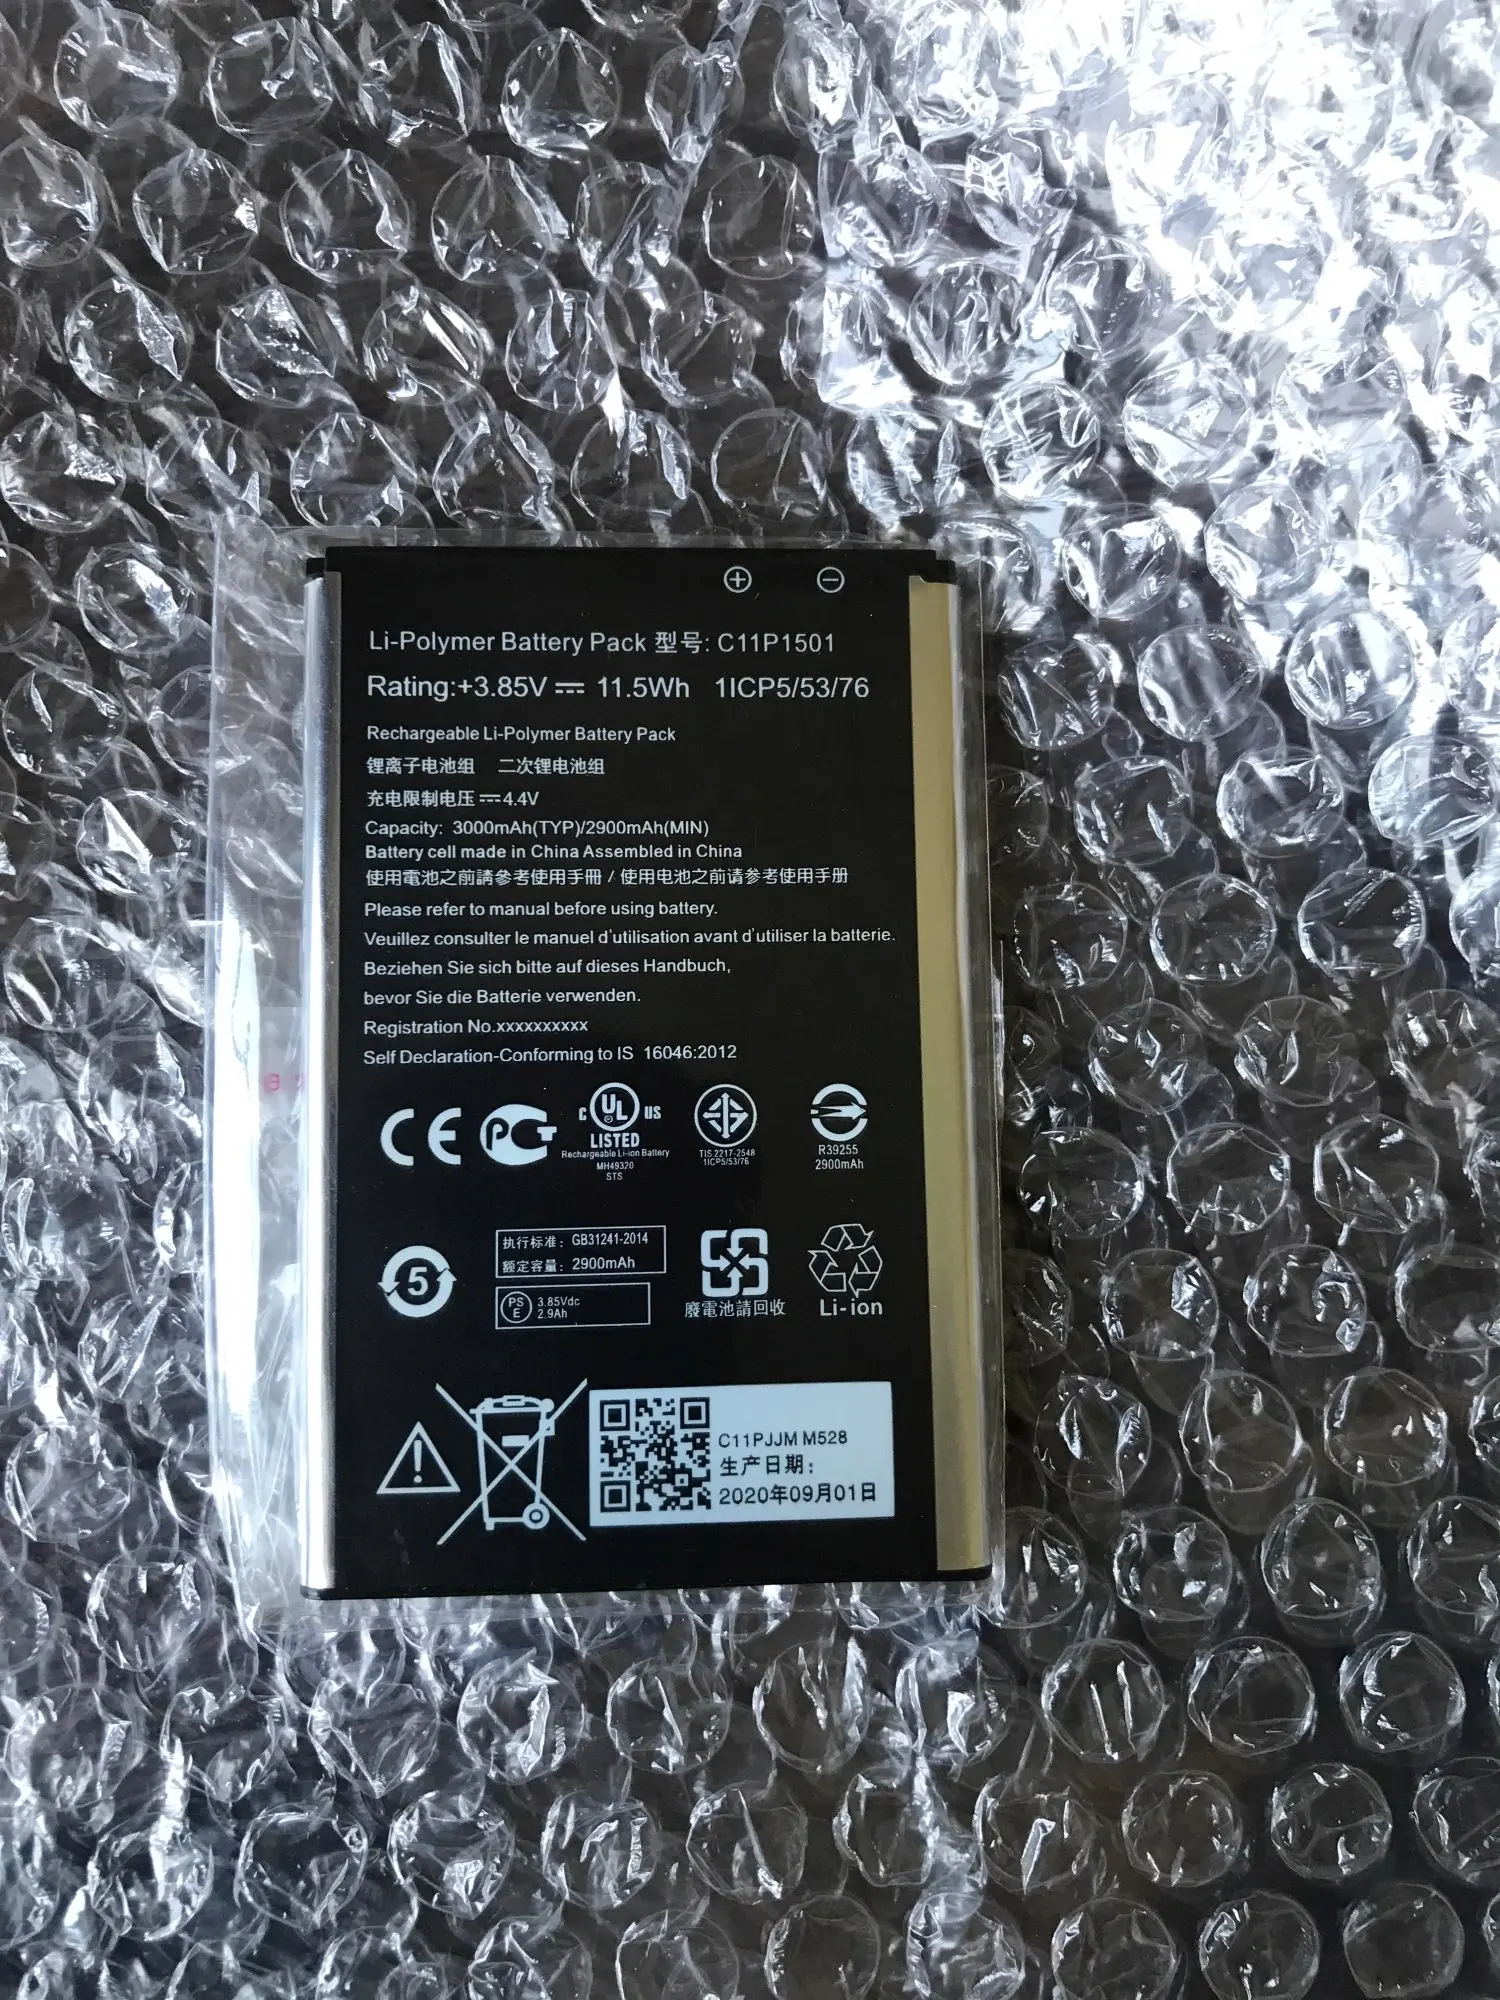 Li-Polymer Battery Pack 型号: C11P1501
Rating:+3.85V 11.5Wh 1ICP5/53/76
Rechargeable Li-Polymer Battery Pack
锂离子电池组 二次锂电池组
充电限制电压 4.4V
Capacity: 3000mAh(TYP)/2900mAh(MIN)
Battery cell made in China Assembled in China
使用電池之前請參考使用手冊 / 使用电池之前请参考使用手册
Please refer to manual before using battery.
Veuillez consulter le manuel d'utilisation avant d'utiliser la batterie.
Beziehen Sie sich bitte auf dieses Handbuch,
bevor Sie die Batterie verwenden.
Registration No.xxxxxxxxxx
Self Declaration-Conforming to IS 16046:2012
CE
C UL US
LISTED
Rechargeable Li-ion Battery
MH49320
STS
TIS 2217-2548
1ICP5/53/76
R39255
2900mAh
5
执行标准: GB31241-2014
额定容量: 2900mAh
PS E 3.85Vdc
2.9Ah
廢電池請回收
Li-ion
C11PJJM M528
生产日期:
2020年09月01日